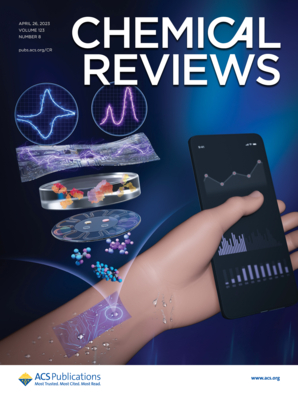 APRIL 26, 2023
VOLUME 123
NUMBER 8
pubs.acs.org/CR
CHEMICAL
REVIEWS
ACS Publications
Most Trusted. Most Cited. Most Read.
www.acs.org